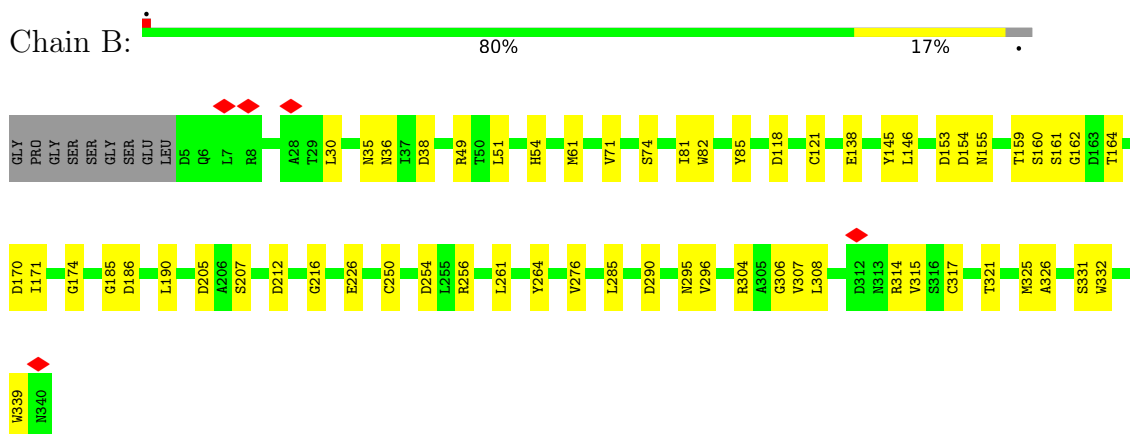 Chain B:
80% 17%
GLY PRO GLY SER SER GLY SER GLU LEU D5 Q6 L7 R8 A28 T29 L30 N35 N36 I37 D38 R49 T50 L51 H54 M61 V71 S74 I81 W82 Y85 D118 C121 E138 Y145 L146 D153 D154 N155 T159 S160 S161 G162 D163 T164
D170 I171 G174 G185 D186 L190 D205 A206 S207 D212 G216 E226 C250 D254 L255 R256 L261 Y264 V276 L285 D290 N295 V296 R304 A305 G306 V307 L308 D312 N313 R314 V315 S316 C317 T321 M325 A326 S331 W332
W339 N340